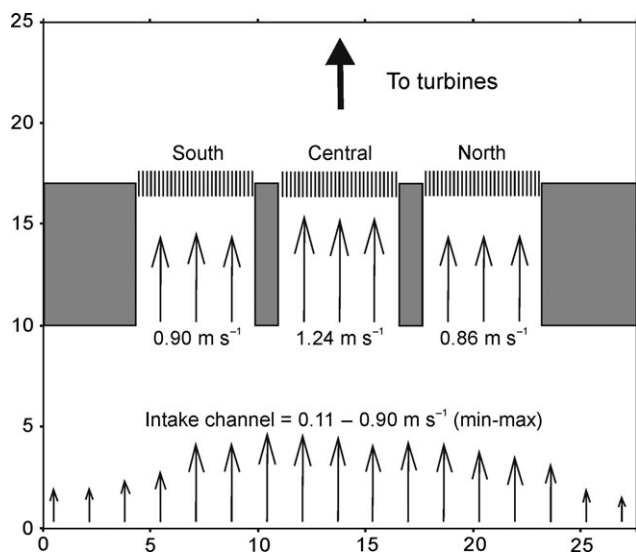 25
20
15
10
5
0
To turbines
South Central North
0.90 m s⁻¹ 1.24 m s⁻¹ 0.86 m s⁻¹
Intake channel = 0.11 – 0.90 m s⁻¹ (min-max)
0 5 10 15 20 25